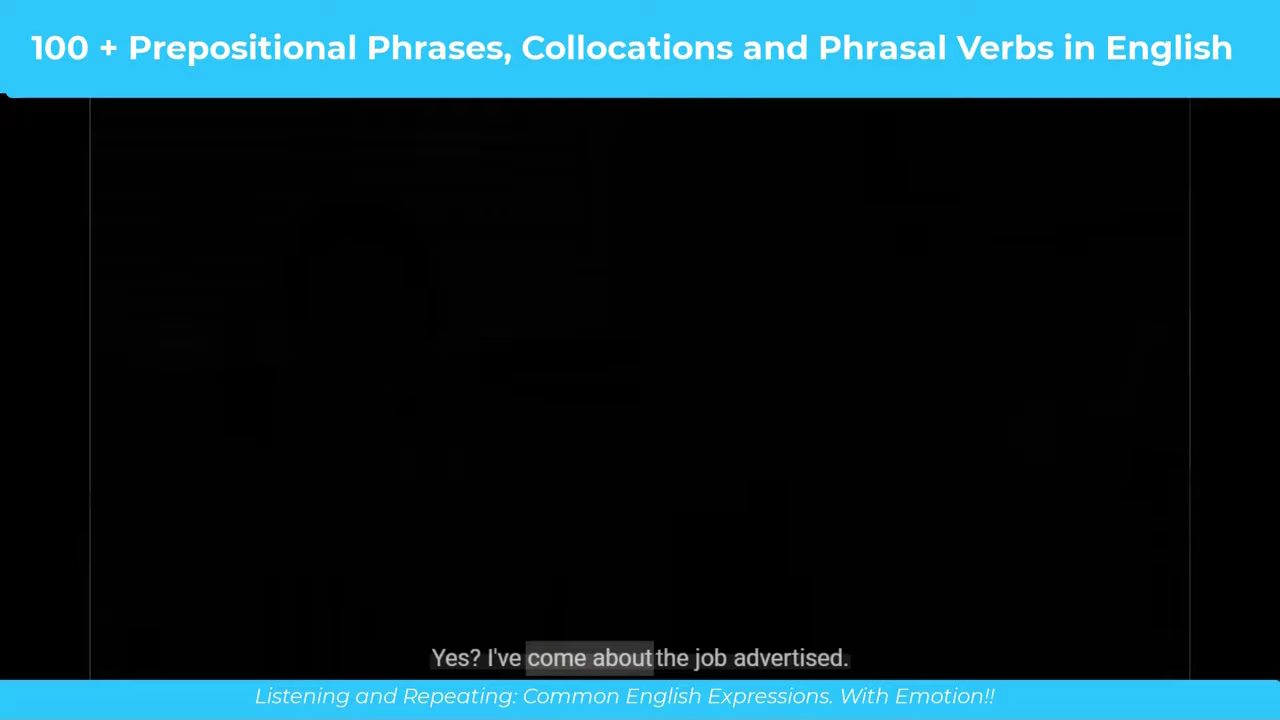 100 + Prepositional Phrases, Collocations and Phrasal Verbs in English
Yes? I've come about the job advertised.
Listening and Repeating: Common English Expressions. With Emotion!!